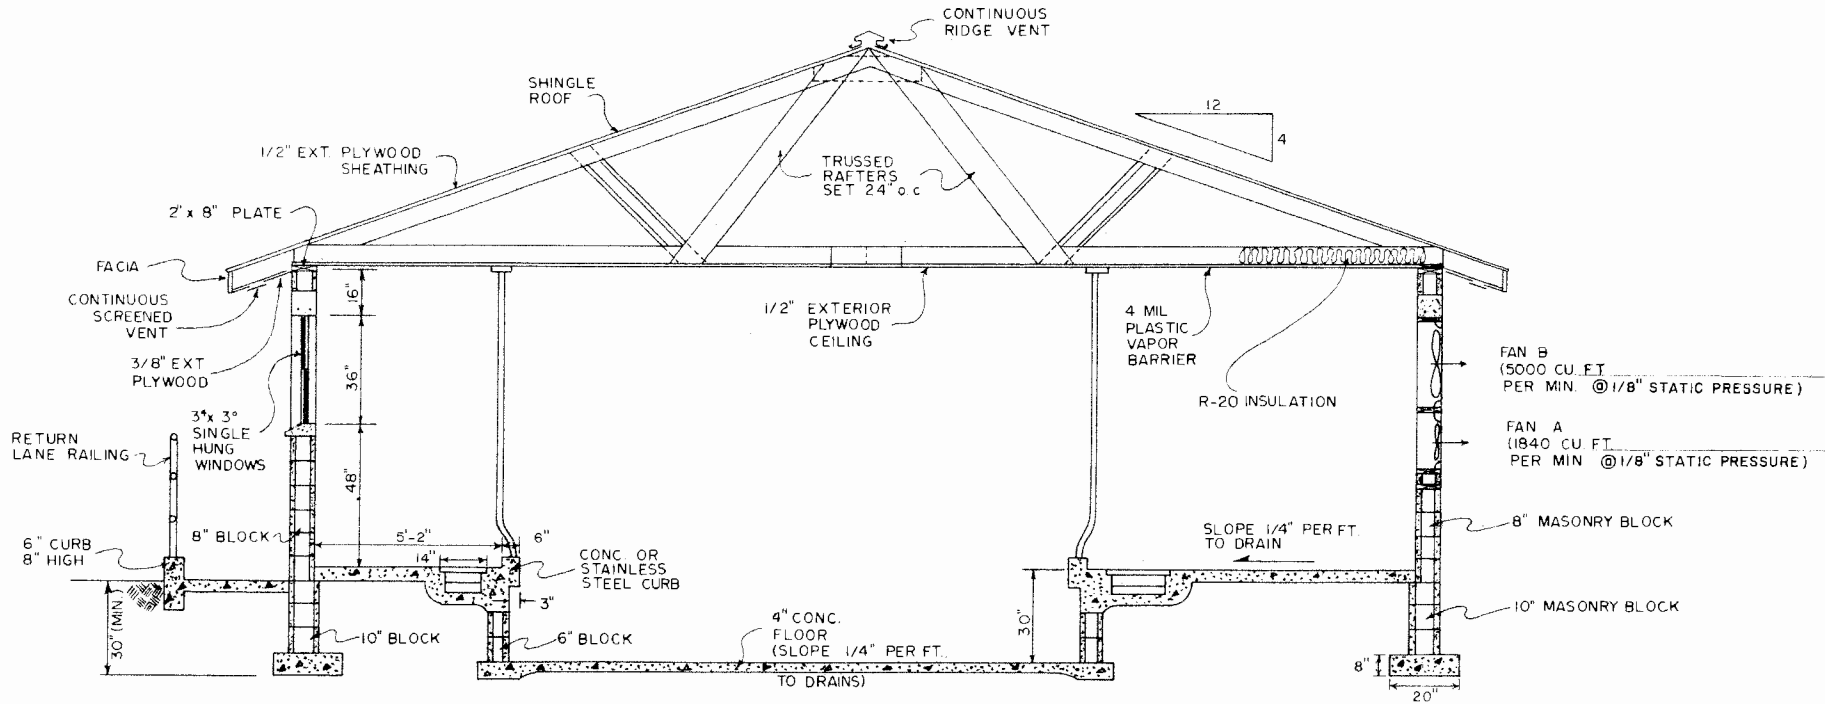 CONTINUOUS
RIDGE VENT
SHINGLE
ROOF
12
4
1/2" EXT. PLYWOOD
SHEATHING
TRUSSED
RAFTERS
SET 24" o.c
2" x 8" PLATE
FACIA
CONTINUOUS
SCREENED
VENT
16"
1/2" EXTERIOR
PLYWOOD
CEILING
4 MIL
PLASTIC
VAPOR
BARRIER
3/8" EXT
PLYWOOD
36"
R-20 INSULATION
FAN B
(5000 CU. FT
PER MIN. @ 1/8" STATIC PRESSURE)
3⁴x 3⁰
SINGLE
HUNG
WINDOWS
RETURN
LANE RAILING
FAN A
(1840 CU. FT
PER MIN @ 1/8" STATIC PRESSURE)
48"
8" BLOCK
5'-2"
6"
14"
6" CURB
8" HIGH
CONC. OR
STAINLESS
STEEL CURB
SLOPE 1/4" PER FT.
TO DRAIN
8" MASONRY BLOCK
3"
30" (MIN.)
10" BLOCK
6" BLOCK
4" CONC.
FLOOR
(SLOPE 1/4" PER FT.
TO DRAINS)
30"
10" MASONRY BLOCK
8"
20"